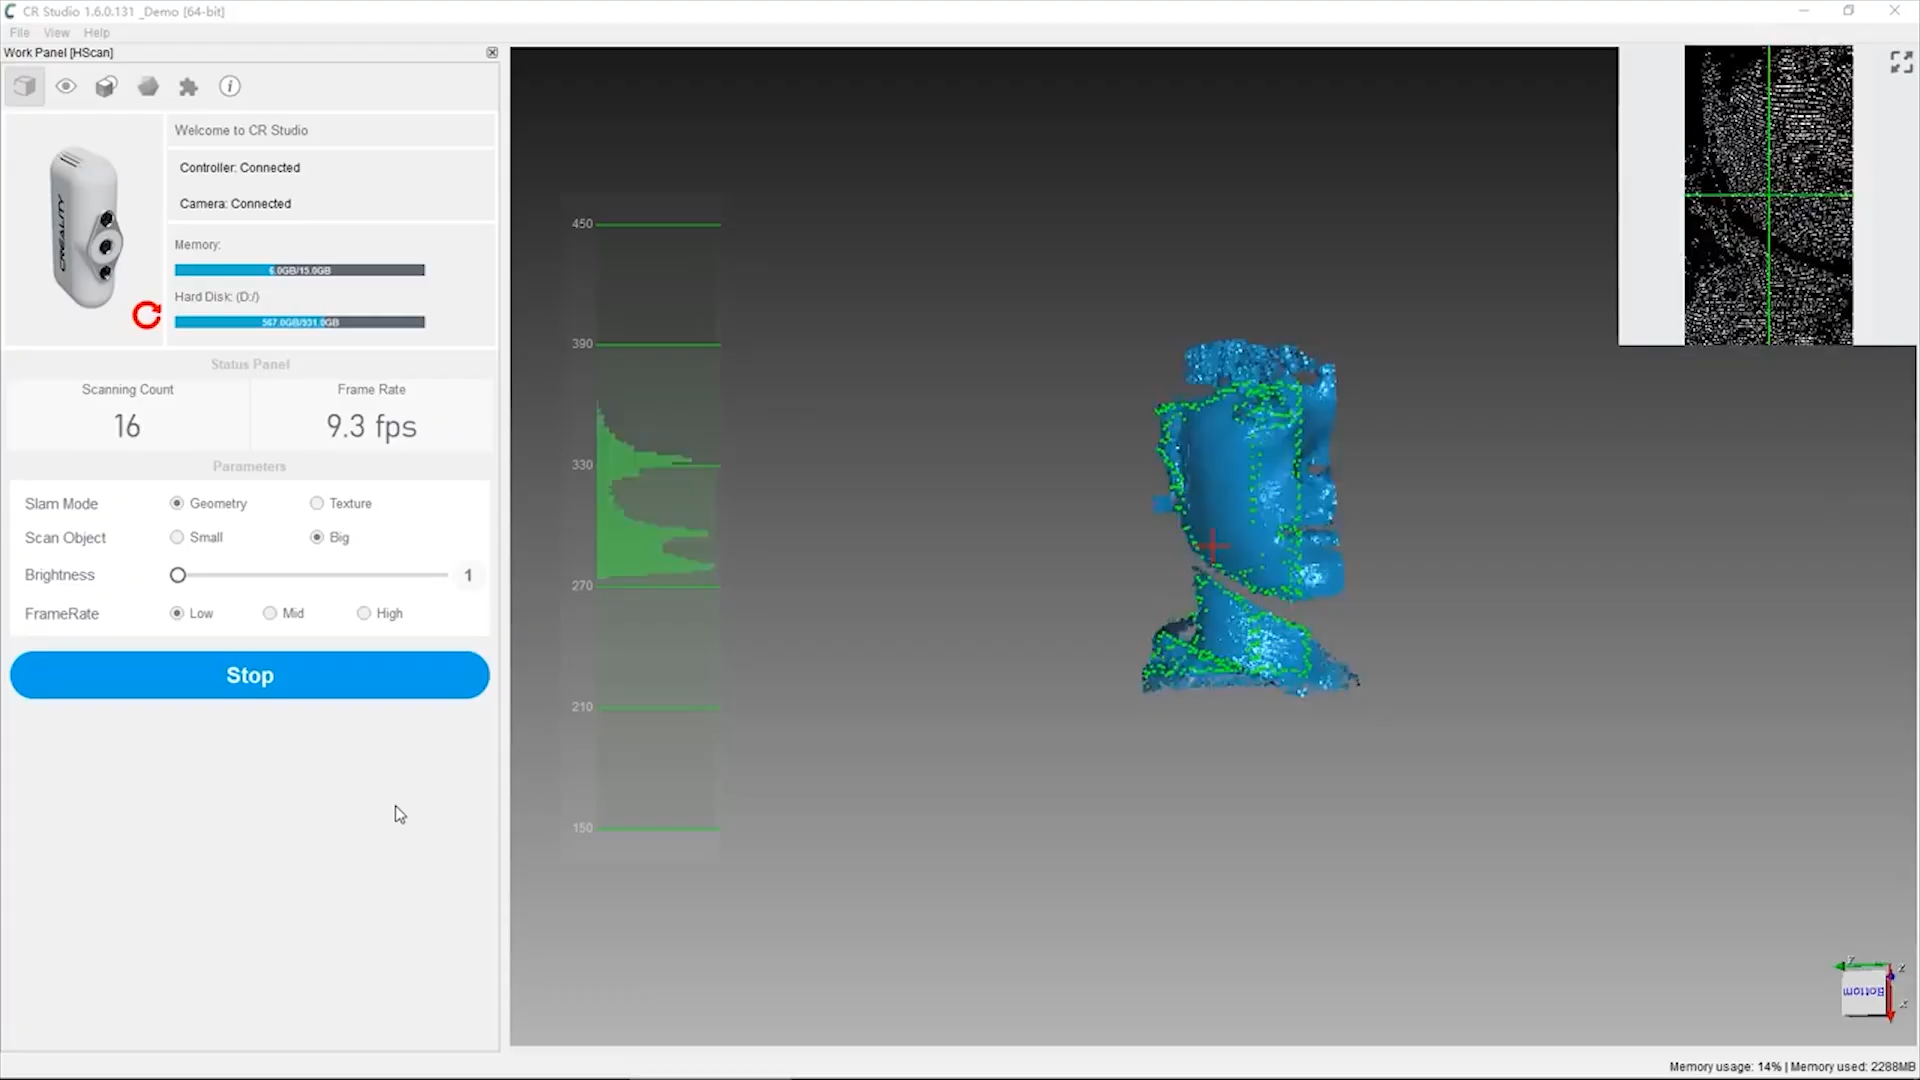 CR Studio 1.6.0.131 _Demo [64-bit]
File View Help
Work Panel [HScan]
Welcome to CR Studio
Controller: Connected
Camera: Connected
CREALITY
Memory:
6.0GB/15.0GB
Hard Disk: (D:/)
567.0GB/931.0GB
Status Panel
Scanning Count
Frame Rate
16
9.3 fps
Parameters
Slam Mode Geometry Texture
Scan Object Small Big
Brightness 1
FrameRate Low Mid High
Stop
450
390
330
270
210
150
Bottom
Memory usage: 14% | Memory used: 2288MB